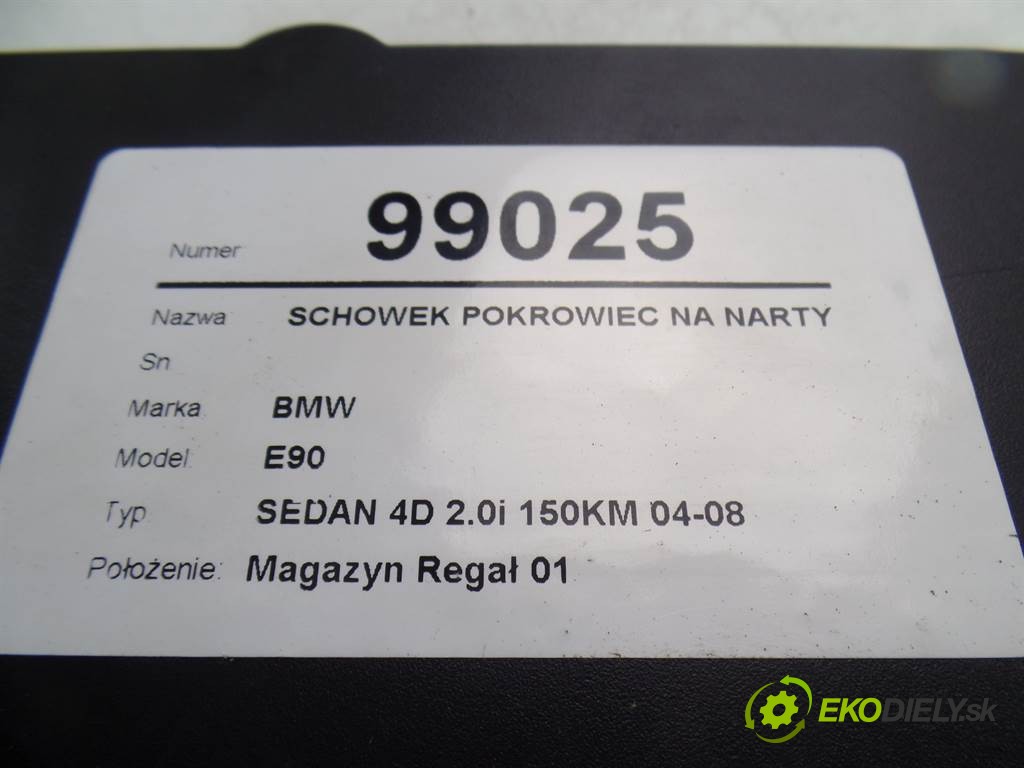 Numer 99025
Nazwa SCHOWEK POKROWIEC NA NARTY
Sn
Marka BMW
Model: E90
Typ SEDAN 4D 2.0i 150KM 04-08
Położenie: Magazyn Regał 01
EKODIELY.sk